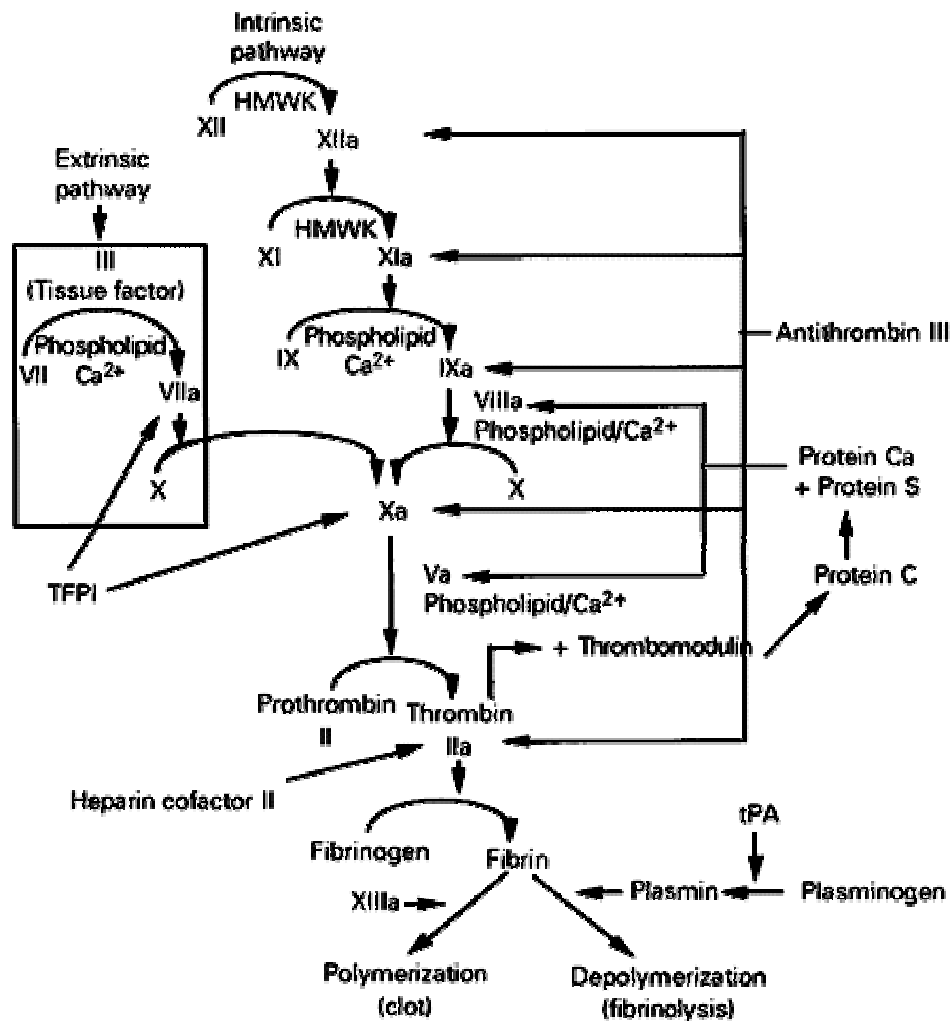 Intrinsic
pathway
HMWK
XII
XIIa
Extrinsic
pathway
HMWK
XI
XIa
III
(Tissue factor)
Phospholipid
Ca2+
VII
VIIa
Phospholipid
Ca2+
IX
IXa
Antithrombin III
VIIIa
Phospholipid/Ca2+
Protein Ca
+ Protein S
X
X
Xa
TFPI
Va
Phospholipid/Ca2+
Protein C
+ Thrombomodulin
Prothrombin
II
Thrombin
IIa
Heparin cofactor II
Fibrinogen
Fibrin
tPA
XIIIa
Plasmin
Plasminogen
Polymerization
(clot)
Depolymerization
(fibrinolysis)